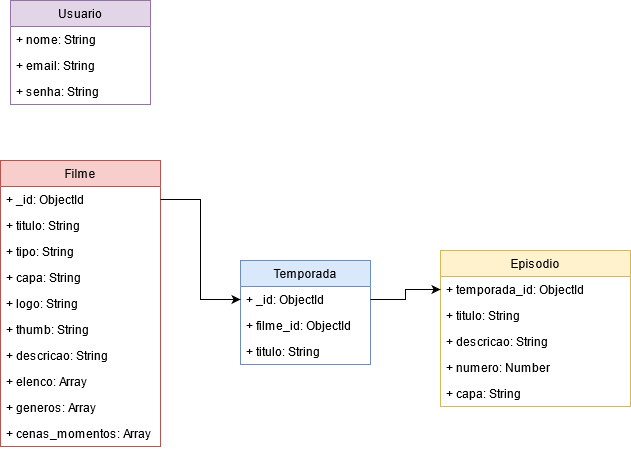 Usuario
+ nome: String
+ email: String
+ senha: String
Filme
+ _id: ObjectId
+ titulo: String
+ tipo: String
+ capa: String
+ logo: String
+ thumb: String
+ descricao: String
+ elenco: Array
+ generos: Array
+ cenas_momentos: Array
Temporada
+ _id: ObjectId
+ filme_id: ObjectId
+ titulo: String
Episodio
+ temporada_id: ObjectId
+ titulo: String
+ descricao: String
+ numero: Number
+ capa: String